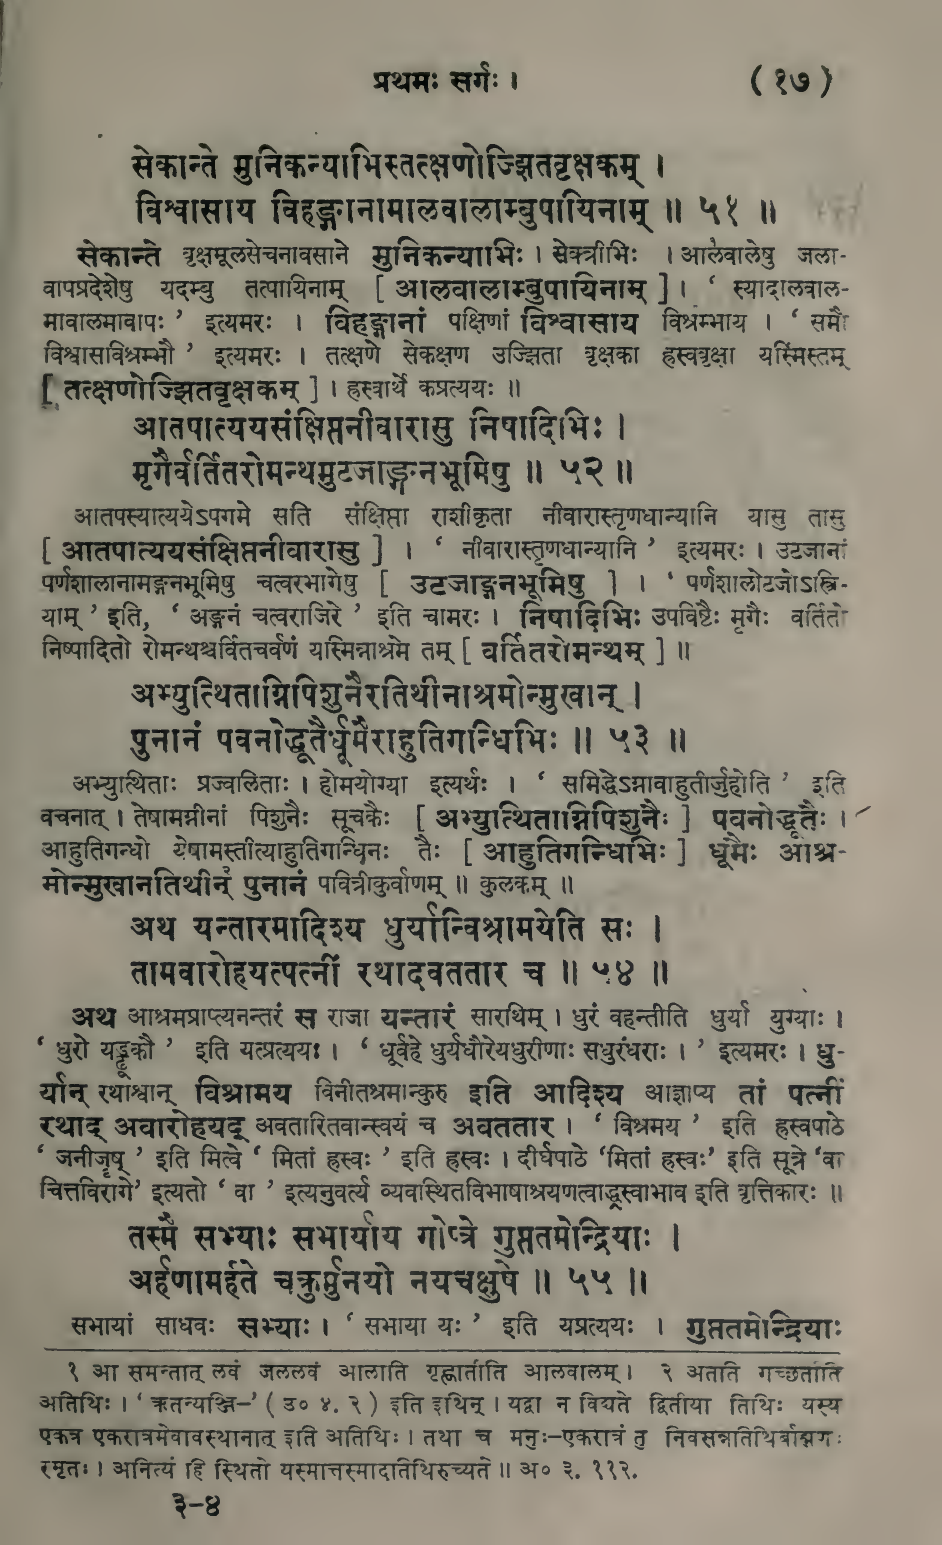 प्रथमः सर्गः । (१७)
सेकान्ते मुनिकन्याभिस्तत्क्षणोज्झितवृक्षकम् ।
विश्वासाय विहङ्गानामालवालाम्बुपायिनाम् ॥ ५१ ॥
सेकान्ते वृक्षमूलसेचनावसाने मुनिकन्याभिः । सेक्त्रीभिः । आलवालेषु जला-
वापप्रदेशेषु यदम्बु तत्पायिनाम् [ आलवालाम्बुपायिनाम् ] । ‘ स्यादालवाल-
मावालमावापः ’ इत्यमरः । विहङ्गानां पक्षिणां विश्वासाय विश्रम्भाय । ‘ समौ
विश्वासविश्रम्भौ ’ इत्यमरः । तत्क्षणे सेकक्षण उज्झिता वृक्षका ह्रस्ववृक्षा यस्मिंस्तम्
[ तत्क्षणोज्झितवृक्षकम् ] । ह्रस्वार्थे कप्रत्ययः ॥
आतपात्ययसंक्षिप्तनीवारासु निषादिभिः ।
मृगैर्वर्तितरोमन्थमुटजाङ्गनभूमिषु ॥ ५२ ॥
आतपस्यात्ययेऽपगमे सति संक्षिप्ता राशीकृता नीवारास्तृणधान्यानि यासु तासु
[ आतपात्ययसंक्षिप्तनीवारासु ] । ‘ नीवारास्तृणधान्यानि ’ इत्यमरः । उटजानां
पर्णशालानामङ्गनभूमिषु चत्वरभागेषु [ उटजाङ्गनभूमिषु ] । ‘ पर्णशालोटजोऽस्त्रि-
याम् ’ इति, ‘ अङ्गनं चत्वराजिरे ’ इति चामरः । निषादिभिः उपविष्टैः मृगैः वर्तितो
निष्पादितो रोमन्थश्चर्वितचर्वणं यस्मिन्नाश्रमे तम् [ वर्तितरोमन्थम् ] ॥
अभ्युत्थिताग्निपिशुनैरतिथीनाश्रमोन्मुखान् ।
पुनानं पवनोद्धूतैर्धूमैराहुतिगन्धिभिः ॥ ५३ ॥
अभ्युत्थिताः प्रज्वलिताः । होमयोग्या इत्यर्थः । ‘ समिद्धेऽग्नावाहुतीर्जुहोति ’ इति
वचनात् । तेषामग्नीनां पिशुनैः सूचकैः [ अभ्युत्थिताग्निपिशुनैः ] पवनोद्धूतैः ।
आहुतिगन्धो येषामस्तीत्याहुतिगन्धिनः तैः [ आहुतिगन्धिभिः ] धूमैः आश्र-
मोन्मुखानतिथीन् पुनानं पवित्रीकुर्वाणम् ॥ कुलकम् ॥
अथ यन्तारमादिश्य धुर्यान्विश्रामयेति सः ।
तामवारोहयत्पत्नीं रथादवततार च ॥ ५४ ॥
अथ आश्रमप्राप्त्यनन्तरं स राजा यन्तारं सारथिम् । धुरं वहन्तीति धुर्या युग्याः ।
‘ धुरो यड्ढकौ ’ इति यत्प्रत्ययः । ‘ धूर्वहे धुर्यधौरेयधुरीणाः सधुरंधराः । ’ इत्यमरः । धु-
र्यान् रथाश्वान् विश्रामय विनीतश्रमान्कुरु इति आदिश्य आज्ञाप्य तां पत्नीं
रथाद् अवारोहयद् अवतारितवान्स्वयं च अवततार । ‘ विश्रमय ’ इति ह्रस्वपाठे
‘ जनीजॄष् ’ इति मित्वे ‘ मितां ह्रस्वः ’ इति ह्रस्वः । दीर्घपाठे ‘मितां ह्रस्वः’ इति सूत्रे ‘वा
चित्तविरागे’ इत्यतो ‘ वा ’ इत्यनुवर्त्य व्यवस्थितविभाषाश्रयणत्वाद्ध्रस्वाभाव इति वृत्तिकारः ॥
तस्मै सभ्याः सभार्याय गोप्त्रे गुप्ततमेन्द्रियाः ।
अर्हणामर्हते चक्रुर्मुनयो नयचक्षुषे ॥ ५५ ॥
सभायां साधवः सभ्याः । ‘ सभाया यः ’ इति यप्रत्ययः । गुप्ततमेन्द्रियाः
१ आ समन्तात् लवं जललवं आलाति गृह्णातीति आलवालम् । २ अतति गच्छतीति
अतिथिः । ‘ ऋतन्यञ्जि–’ ( उ० ४. २ ) इति इथिन् । यद्वा न विद्यते द्वितीया तिथिः यस्य
एकत्र एकरात्रमेवावस्थानात् इति अतिथिः । तथा च मनुः–एकरात्रं तु निवसन्नतिथिर्ब्राह्मणः
स्मृतः । अनित्यं हि स्थितो यस्मात्तस्मादतिथिरुच्यते ॥ अ० ३. ११२.
३–४